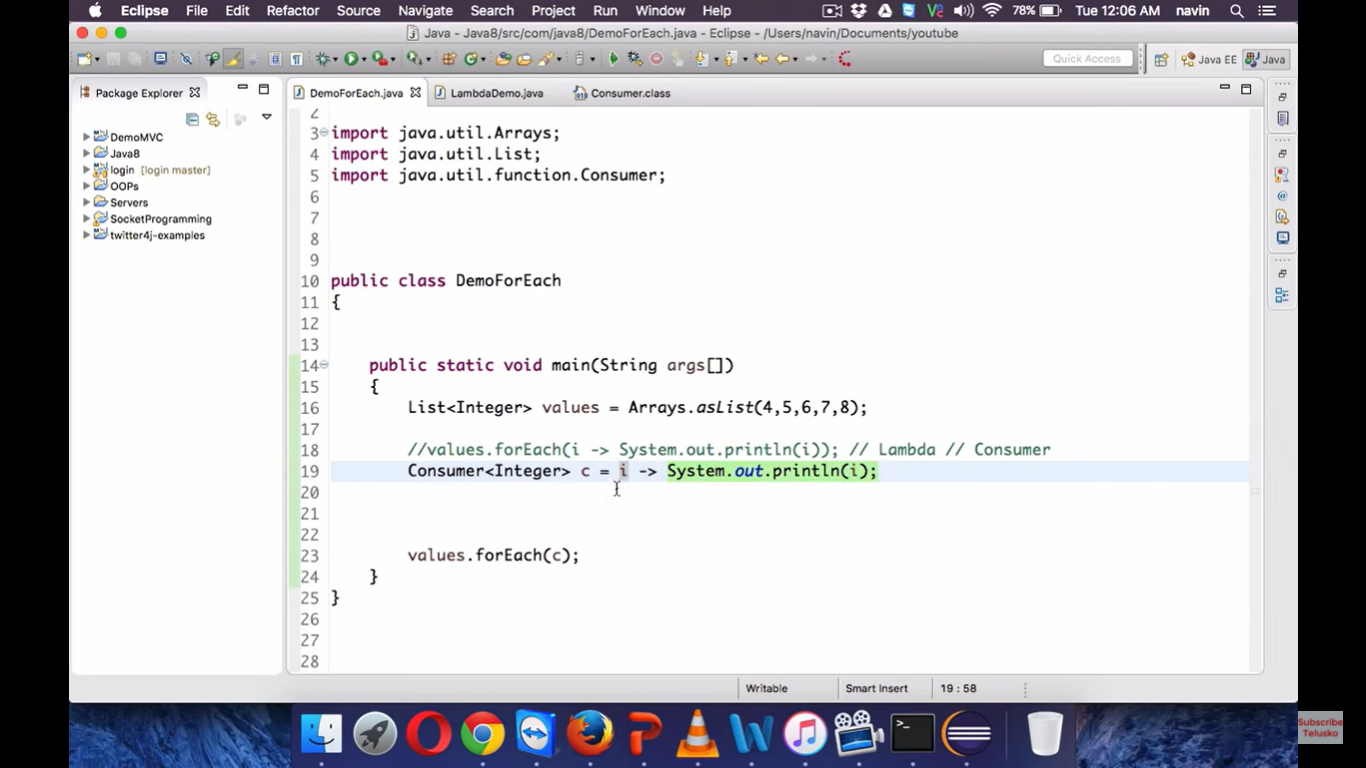 Eclipse File Edit Refactor Source Navigate Search Project Run Window Help 78% Tue 12:06 AM navin
Java - Java8/src/com/java8/DemoForEach.java - Eclipse - /Users/navin/Documents/youtube
Quick Access Java EE Java
Package Explorer
DemoForEach.java LambdaDemo.java Consumer.class
DemoMVC
Java8
login [login master]
OOPs
Servers
SocketProgramming
twitter4j-examples
2
3 import java.util.Arrays;
4 import java.util.List;
5 import java.util.function.Consumer;
6
7
8
9
10 public class DemoForEach
11 {
12
13
14 public static void main(String args[])
15 {
16 List<Integer> values = Arrays.asList(4,5,6,7,8);
17
18 //values.forEach(i -> System.out.println(i)); // Lambda // Consumer
19 Consumer<Integer> c = i -> System.out.println(i);
20
21
22
23 values.forEach(c);
24 }
25 }
26
27
28
Writable Smart Insert 19 : 58
Subscribe
Telusko